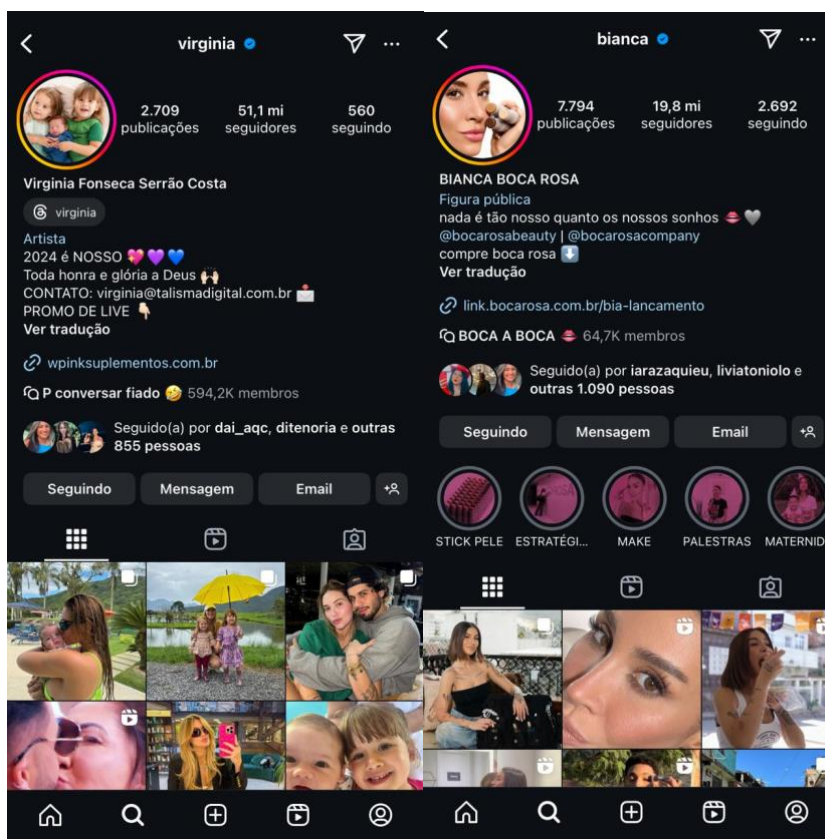 virginia
2.709 51,1 mi 560
publicações seguidores seguindo
Virginia Fonseca Serrão Costa
virginia
Artista
2024 é NOSSO 💖💜💙
Toda honra e glória a Deus 🙌🏻
CONTATO: virginia@talismadigital.com.br 📩
PROMO DE LIVE 👇🏻
Ver tradução
wpinksuplementos.com.br
P conversar fiado 🤣 594,2K membros
Seguido(a) por dai_aqc, ditenoria e outras
855 pessoas
Seguindo Mensagem Email
bianca
7.794 19,8 mi 2.692
publicações seguidores seguindo
BIANCA BOCA ROSA
Figura pública
nada é tão nosso quanto os nossos sonhos 👄🩶
@bocarosabeauty | @bocarosacompany
compre boca rosa ⬇️
Ver tradução
link.bocarosa.com.br/bia-lancamento
BOCA A BOCA 👄 64,7K membros
Seguido(a) por iarazaquieu, liviatoniolo e
outras 1.090 pessoas
Seguindo Mensagem Email
STICK PELE ESTRATÉGI... MAKE PALESTRAS MATERNID